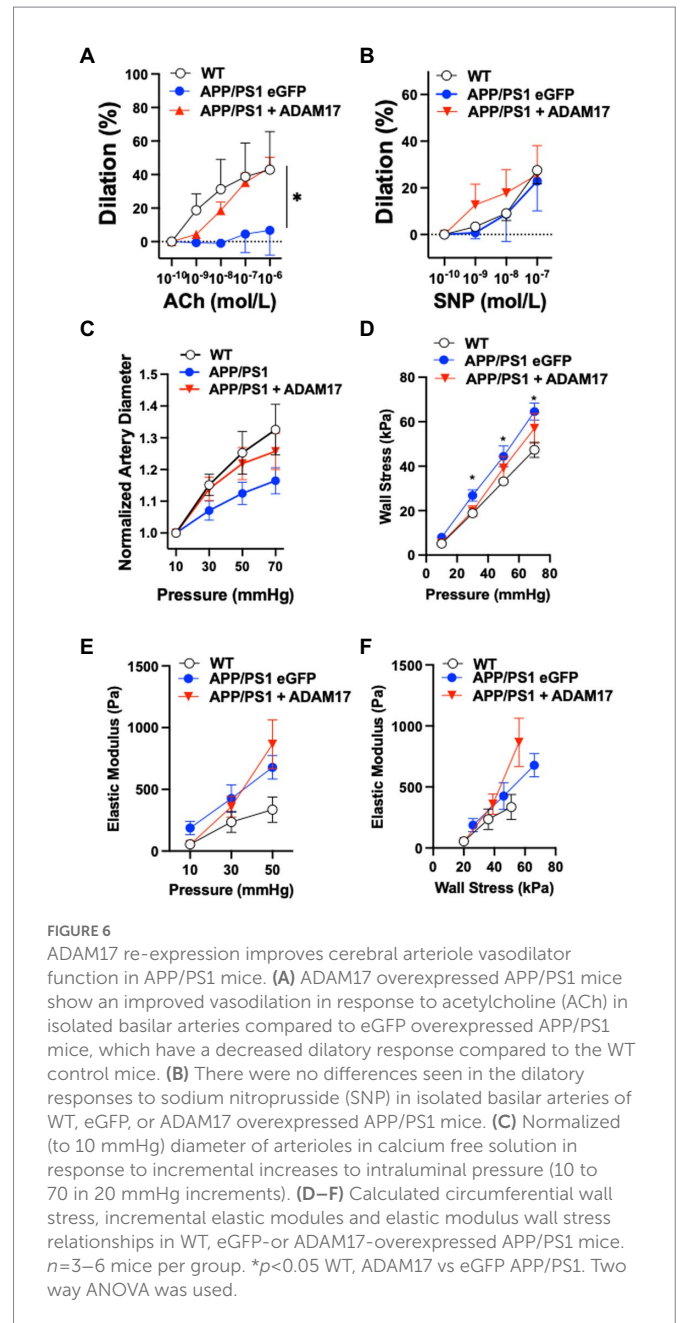 A
WT
APP/PS1 eGFP
APP/PS1 + ADAM17
Dilation (%)
100
80
60
40
20
0
*
10-10 10-9 10-8 10-7 10-6
ACh (mol/L)
B
WT
APP/PS1 eGFP
APP/PS1 + ADAM17
Dilation (%)
60
40
20
0
10-10 10-9 10-8 10-7
SNP (mol/L)
C
WT
APP/PS1
APP/PS1 + ADAM17
Normalized Artery Diameter
1.5
1.4
1.3
1.2
1.1
1.0
10 30 50 70
Pressure (mmHg)
D
WT
APP/PS1 eGFP
APP/PS1 + ADAM17
Wall Stress (kPa)
80
60
40
20
0
* * *
0 20 40 60 80
Pressure (mmHg)
E
WT
APP/PS1 eGFP
APP/PS1 + ADAM17
Elastic Modulus (Pa)
1500
1000
500
0
10 30 50
Pressure (mmHg)
F
WT
APP/PS1 eGFP
APP/PS1 + ADAM17
Elastic Modulus (Pa)
1500
1000
500
0
0 20 40 60 80
Wall Stress (kPa)
FIGURE 6
ADAM17 re-expression improves cerebral arteriole vasodilator
function in APP/PS1 mice. (A) ADAM17 overexpressed APP/PS1 mice
show an improved vasodilation in response to acetylcholine (ACh) in
isolated basilar arteries compared to eGFP overexpressed APP/PS1
mice, which have a decreased dilatory response compared to the WT
control mice. (B) There were no differences seen in the dilatory
responses to sodium nitroprusside (SNP) in isolated basilar arteries of
WT, eGFP, or ADAM17 overexpressed APP/PS1 mice. (C) Normalized
(to 10 mmHg) diameter of arterioles in calcium free solution in
response to incremental increases to intraluminal pressure (10 to
70 in 20 mmHg increments). (D–F) Calculated circumferential wall
stress, incremental elastic modules and elastic modulus wall stress
relationships in WT, eGFP-or ADAM17-overexpressed APP/PS1 mice.
n=3–6 mice per group. *p<0.05 WT, ADAM17 vs eGFP APP/PS1. Two
way ANOVA was used.